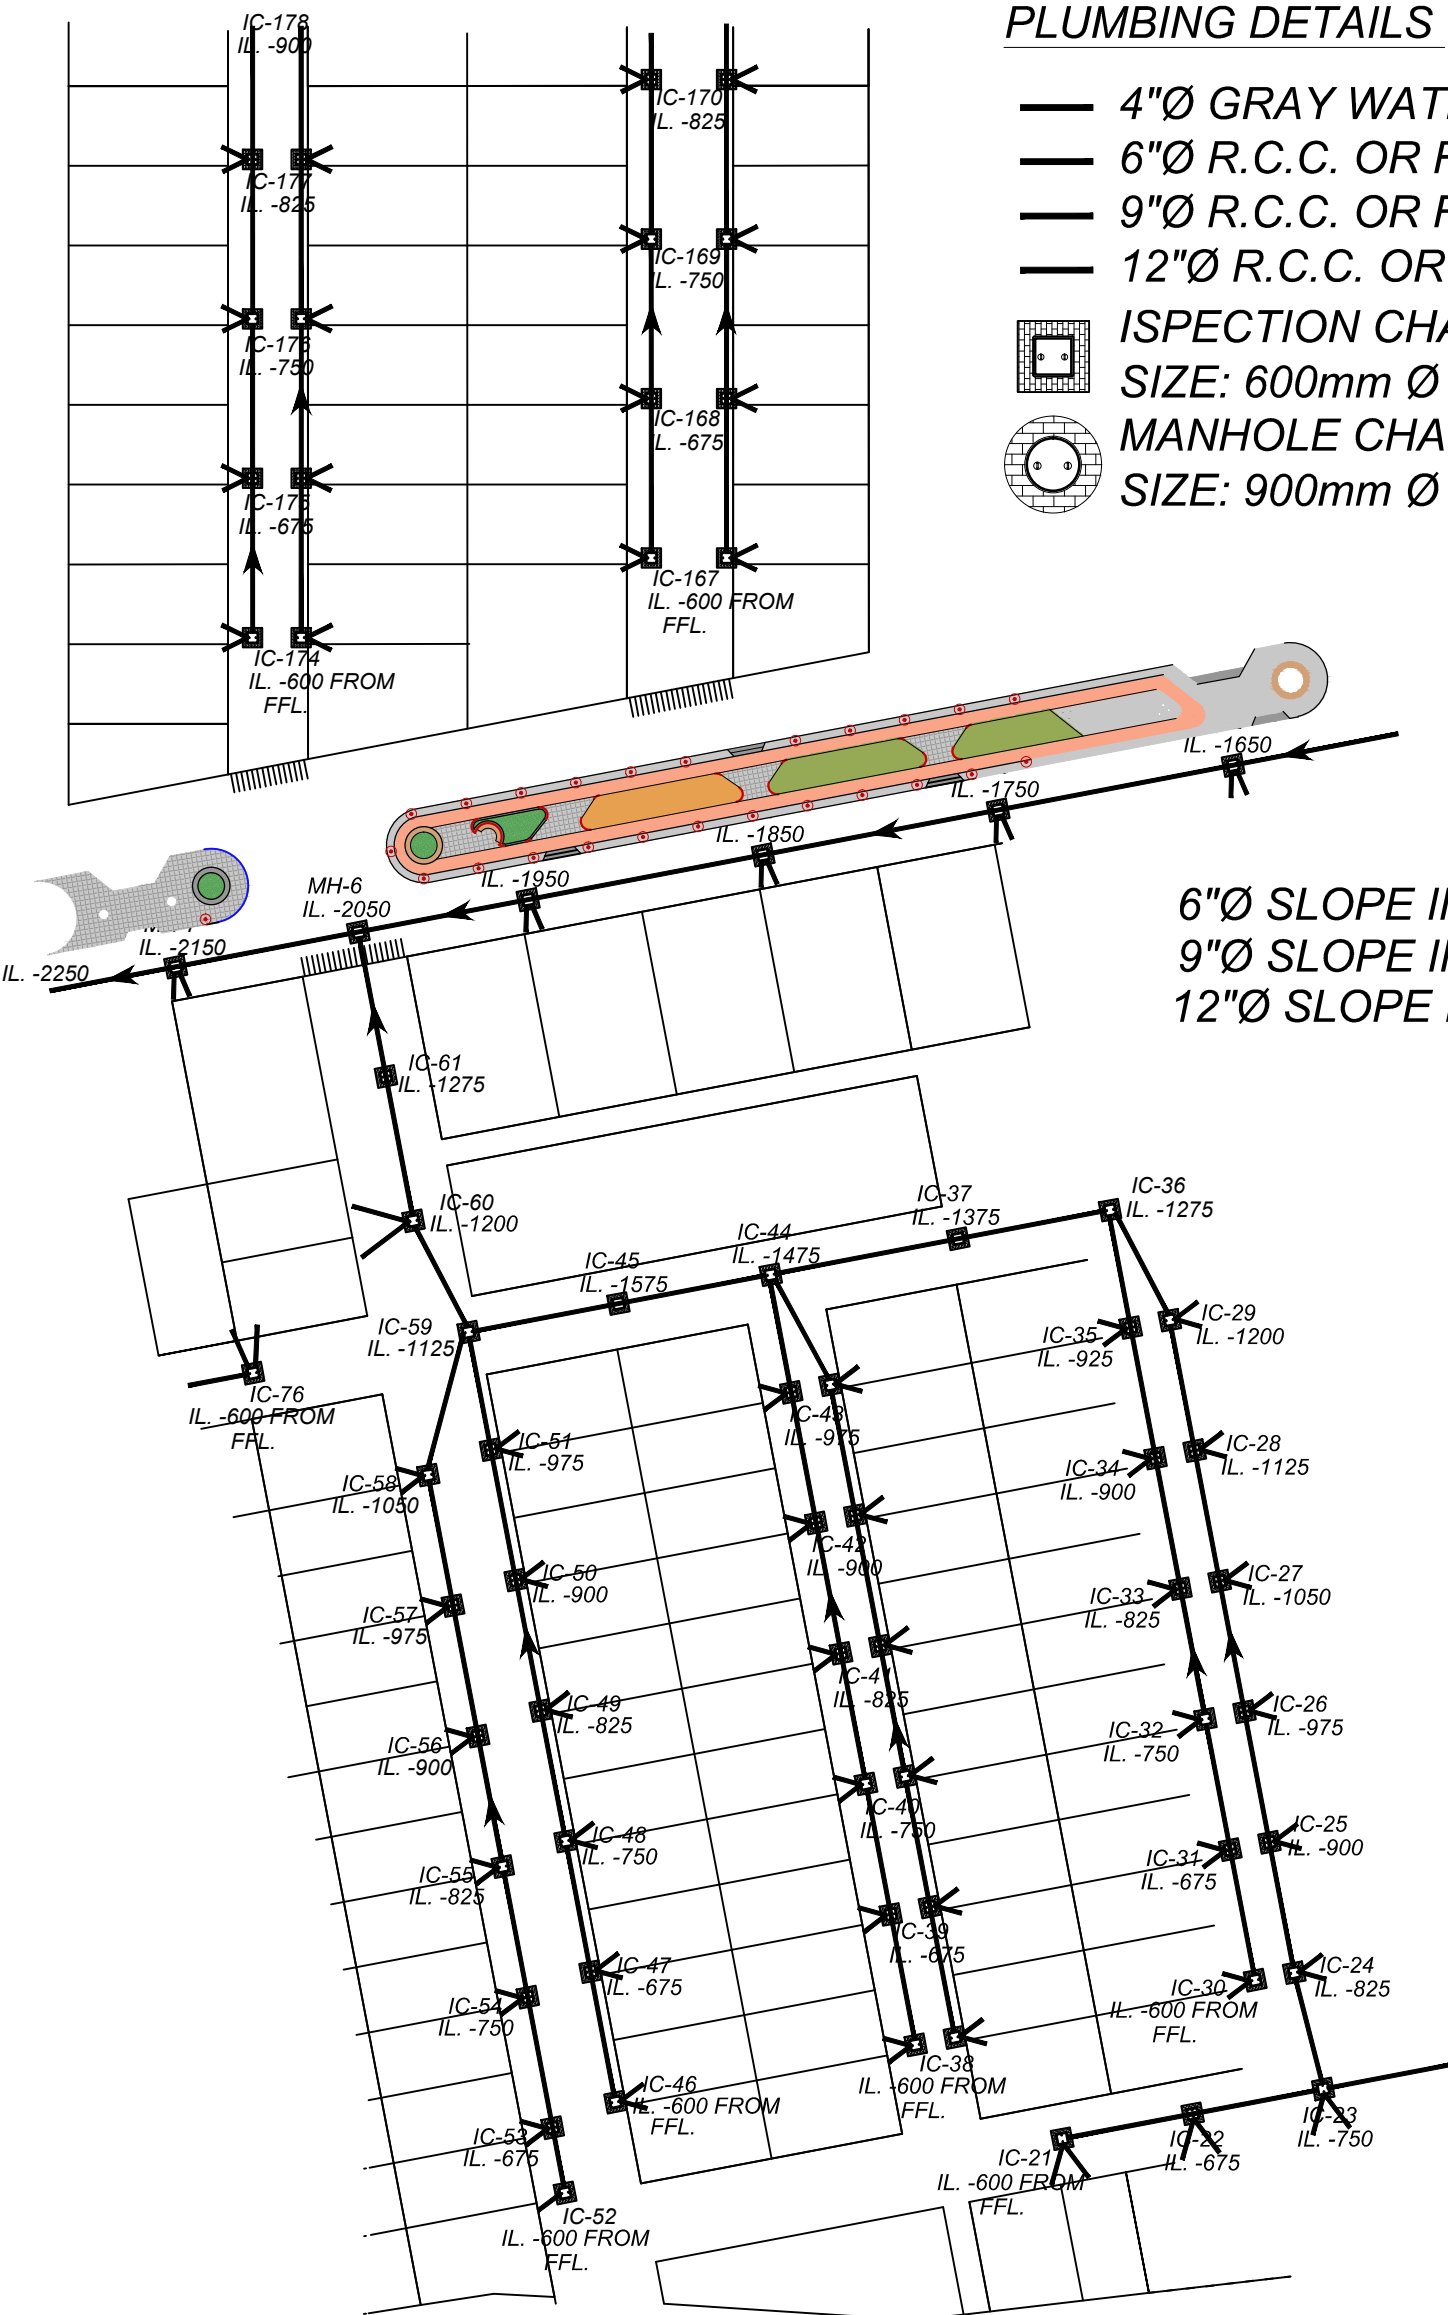 IC-178
IL. -900
PLUMBING DETAILS
4"Ø GRAY WAT
IC-170
IL. -825
6"Ø R.C.C. OR
IC-177
IL. -825
9"Ø R.C.C. OR
IC-169
IL. -750
12"Ø R.C.C. OR
ISPECTION CHA
SIZE: 600mm Ø
IC-176
IL. -750
IC-168
IL. -675
MANHOLE CHA
SIZE: 900mm Ø
IC-175
IL. -675
IC-167
IL. -600 FROM
FFL.
IC-174
IL. -600 FROM
FFL.
IL. -1650
IL. -1750
IL. -1850
IL. -1950
MH-6
IL. -2050
IL. -2150
IL. -2250
6"Ø SLOPE
9"Ø SLOPE
12"Ø SLOPE
IC-61
IL. -1275
IC-60
IL. -1200
IC-37
IL. -1375
IC-36
IL. -1275
IC-44
IL. -1475
IC-45
IL. -1575
IC-59
IL. -1125
IC-35
IL. -925
IC-29
IL. -1200
IC-76
IL. -600 FROM
FFL.
IC-43
IL. -975
IC-51
IL. -975
IC-34
IL. -900
IC-28
IL. -1125
IC-58
IL. -1050
IC-42
IL. -900
IC-50
IL. -900
IC-33
IL. -825
IC-27
IL. -1050
IC-57
IL. -975
IC-41
IL. -825
IC-49
IL. -825
IC-32
IL. -750
IC-26
IL. -975
IC-56
IL. -900
IC-40
IL. -750
IC-48
IL. -750
IC-31
IL. -675
IC-25
IL. -900
IC-55
IL. -825
IC-39
IL. -675
IC-47
IL. -675
IC-30
IL. -600 FROM
FFL.
IC-24
IL. -825
IC-54
IL. -750
IC-38
IL. -600 FROM
FFL.
IC-46
IL. -600 FROM
FFL.
IC-23
IL. -750
IC-22
IL. -675
IC-21
IL. -600 FROM
FFL.
IC-53
IL. -675
IC-52
IL. -600 FROM
FFL.